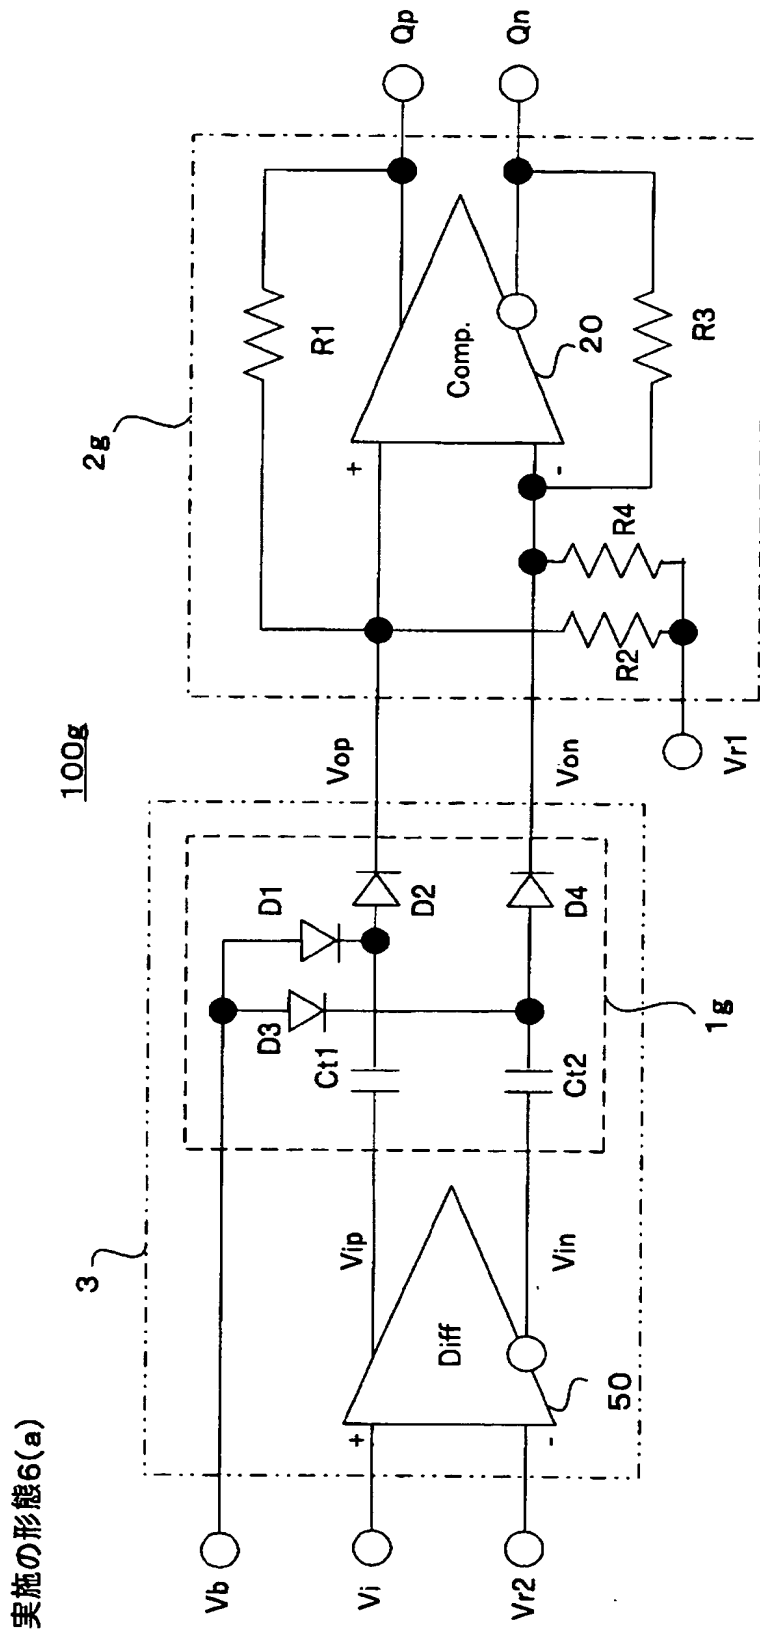 実施の形態6(a)
100g
3
2g
Vb
Vi
Vr2
+
-
Diff
50
Vip
Vin
D3
D1
Ct1
Ct2
D2
D4
1g
Vop
Von
Vr1
R2
R4
+
-
Comp.
20
R1
R3
Qp
Qn